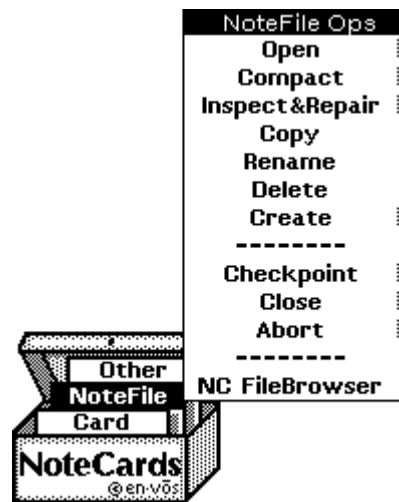 NoteFile Ops
Open
Compact
Inspect&Repair
Copy
Rename
Delete
Create
--------
Checkpoint
Close
Abort
--------
NC FileBrowser
Other
NoteFile
Card
NoteCards
©en·vōs